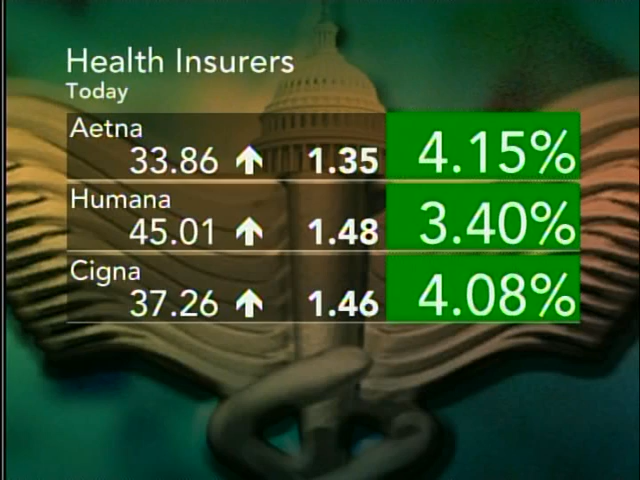 Health Insurers
Today
Aetna
33.86 ↑ 1.35 4.15%
Humana
45.01 ↑ 1.48 3.40%
Cigna
37.26 ↑ 1.46 4.08%